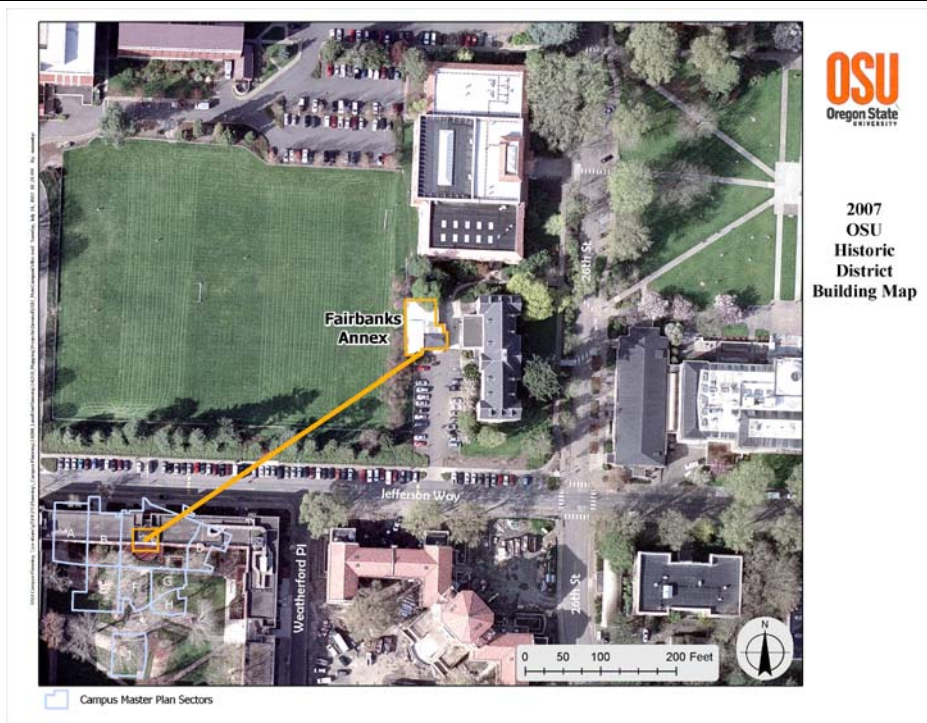 OSU
Oregon State
UNIVERSITY
2007
OSU
Historic
District
Building Map
26th St
Fairbanks
Annex
Jefferson Way
Weatherford Pl
26th St
A
B
C
D
E
F
G
H
J
N
0 50 100 200 Feet
Campus Master Plan Sectors